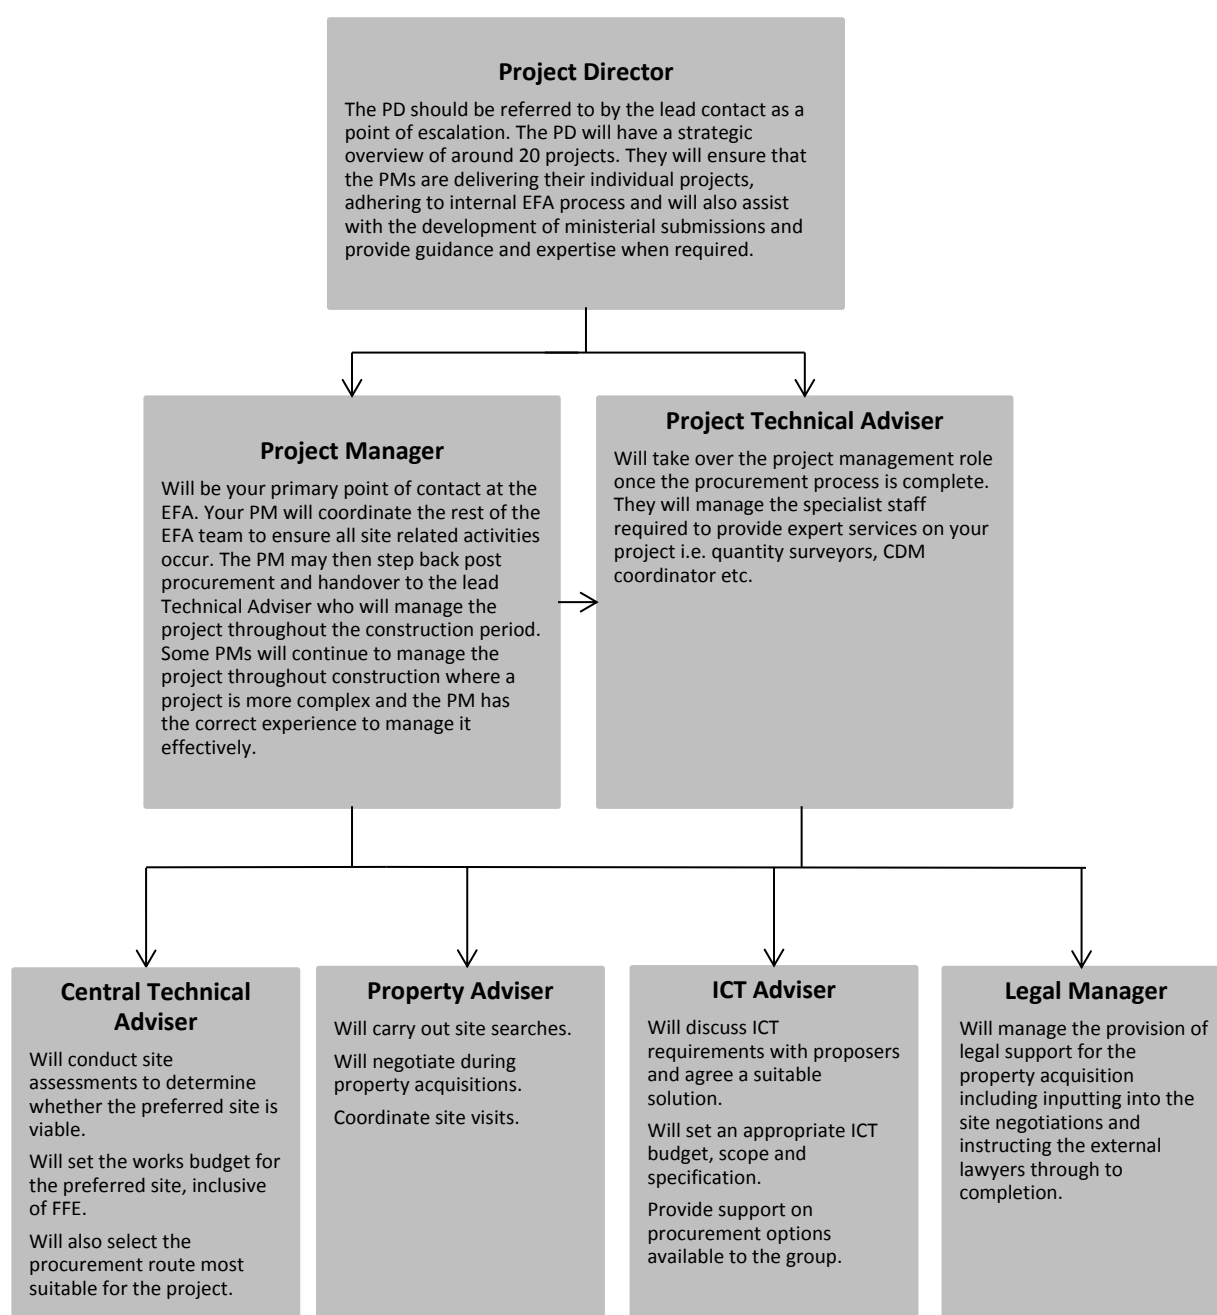 Project Director
The PD should be referred to by the lead contact as a
point of escalation. The PD will have a strategic
overview of around 20 projects. They will ensure that
the PMs are delivering their individual projects,
adhering to internal EFA process and will also assist
with the development of ministerial submissions and
provide guidance and expertise when required.
Project Manager
Will be your primary point of contact at the
EFA. Your PM will coordinate the rest of the
EFA team to ensure all site related activities
occur. The PM may then step back post
procurement and handover to the lead
Technical Adviser who will manage the
project throughout the construction period.
Some PMs will continue to manage the
project throughout construction where a
project is more complex and the PM has
the correct experience to manage it
effectively.
Project Technical Adviser
Will take over the project management role
once the procurement process is complete.
They will manage the specialist staff
required to provide expert services on your
project i.e. quantity surveyors, CDM
coordinator etc.
Central Technical
Adviser
Will conduct site
assessments to determine
whether the preferred site is
viable.
Will set the works budget for
the preferred site, inclusive
of FFE.
Will also select the
procurement route most
suitable for the project.
Property Adviser
Will carry out site searches.
Will negotiate during
property acquisitions.
Coordinate site visits.
ICT Adviser
Will discuss ICT
requirements with proposers
and agree a suitable
solution.
Will set an appropriate ICT
budget, scope and
specification.
Provide support on
procurement options
available to the group.
Legal Manager
Will manage the provision of
legal support for the
property acquisition
including inputting into the
site negotiations and
instructing the external
lawyers through to
completion.